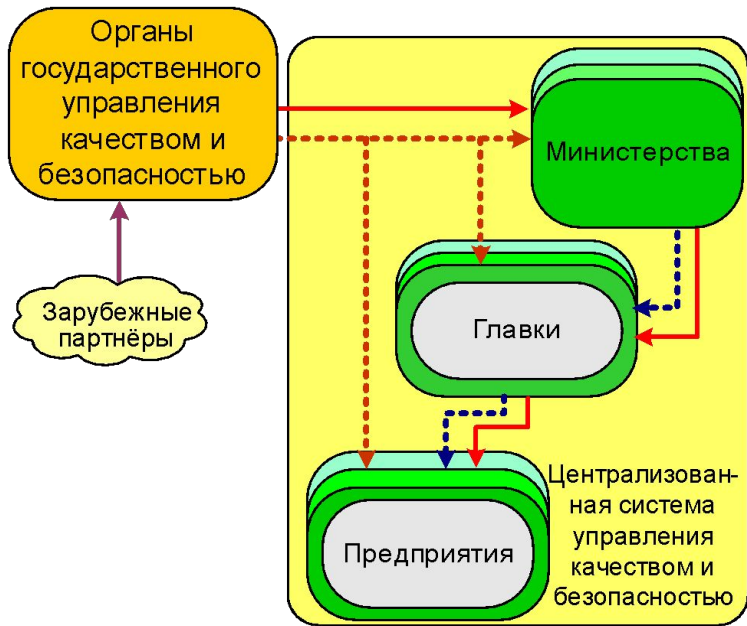 Органы
государственного
управления
качеством и
безопасностью
Министерства
Зарубежные
партнёры
Главки
Предприятия
Централизован-
ная система
управления
качеством и
безопасностью